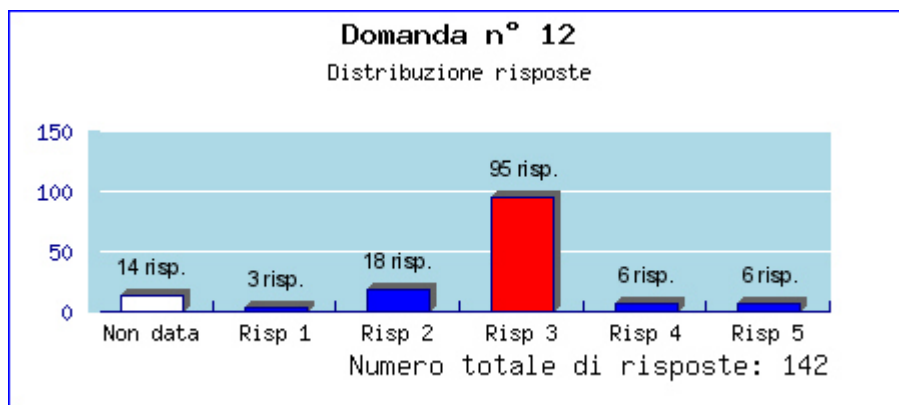 Domanda n° 12
Distribuzione risposte
150
100
50
0
14 risp.
3 risp.
18 risp.
95 risp.
6 risp.
6 risp.
Non data Risp 1 Risp 2 Risp 3 Risp 4 Risp 5
Numero totale di risposte: 142